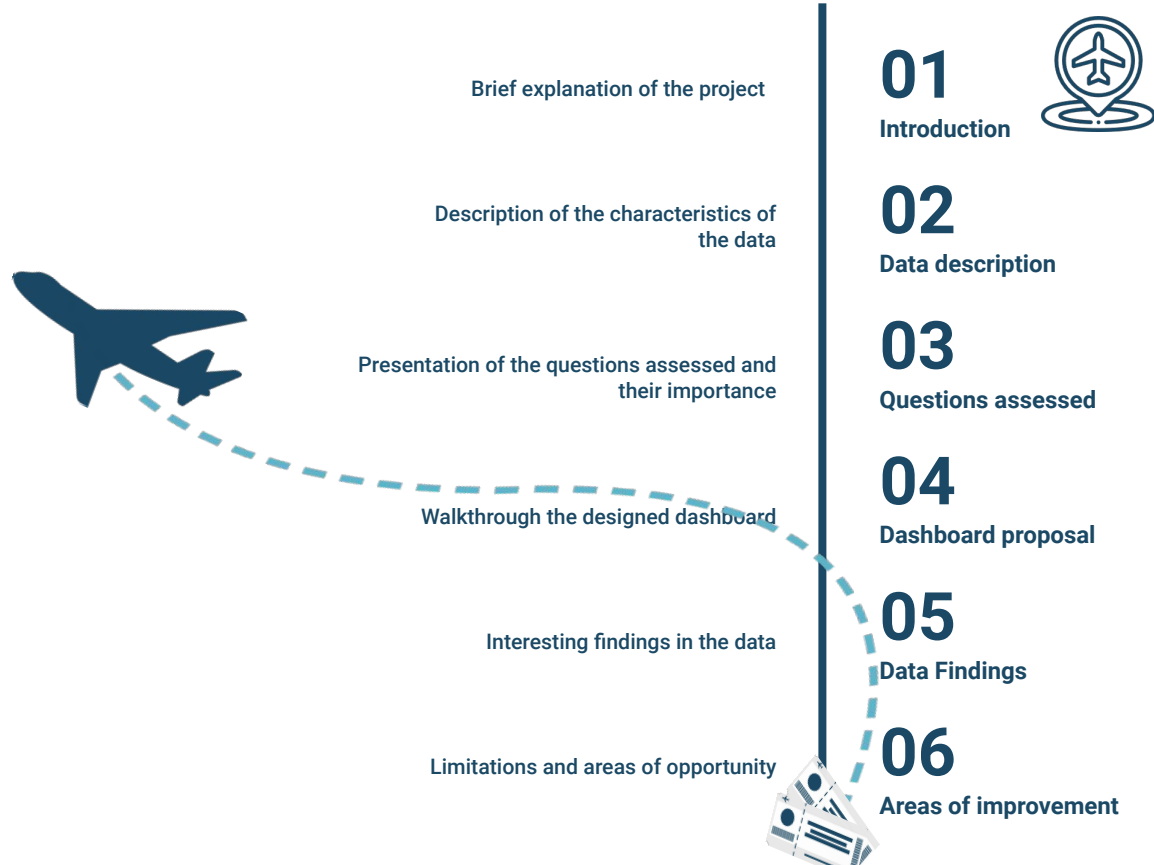 Brief explanation of the project
01
Introduction
Description of the characteristics of
the data
02
Data description
Presentation of the questions assessed and
their importance
03
Questions assessed
Walkthrough the designed dashboard
04
Dashboard proposal
Interesting findings in the data
05
Data Findings
Limitations and areas of opportunity
06
Areas of improvement